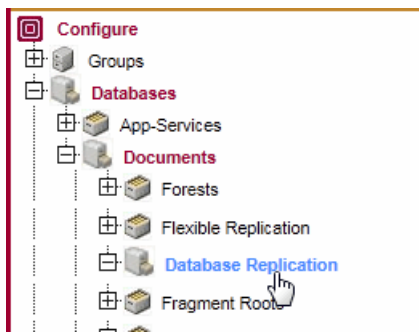 Configure
Groups
Databases
App-Services
Documents
Forests
Flexible Replication
Database Replication
Fragment Roots